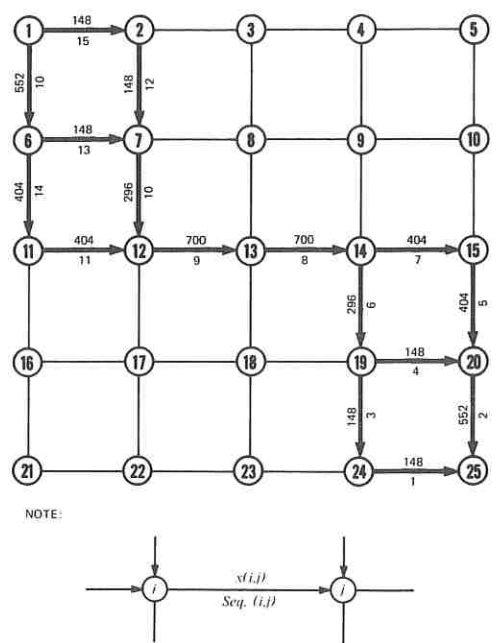 1 148 2 3 4 5
15
552 10 148 12
6 148 7 8 9 10
13
404 14 296 10
11 404 12 700 13 700 14 404 15
11 9 8 7
296 6 404 5
16 17 18 19 148 20
4
148 3 552 2
21 22 23 24 148 25
1
NOTE:
x(i,j)
i i
Seq. (i,j)